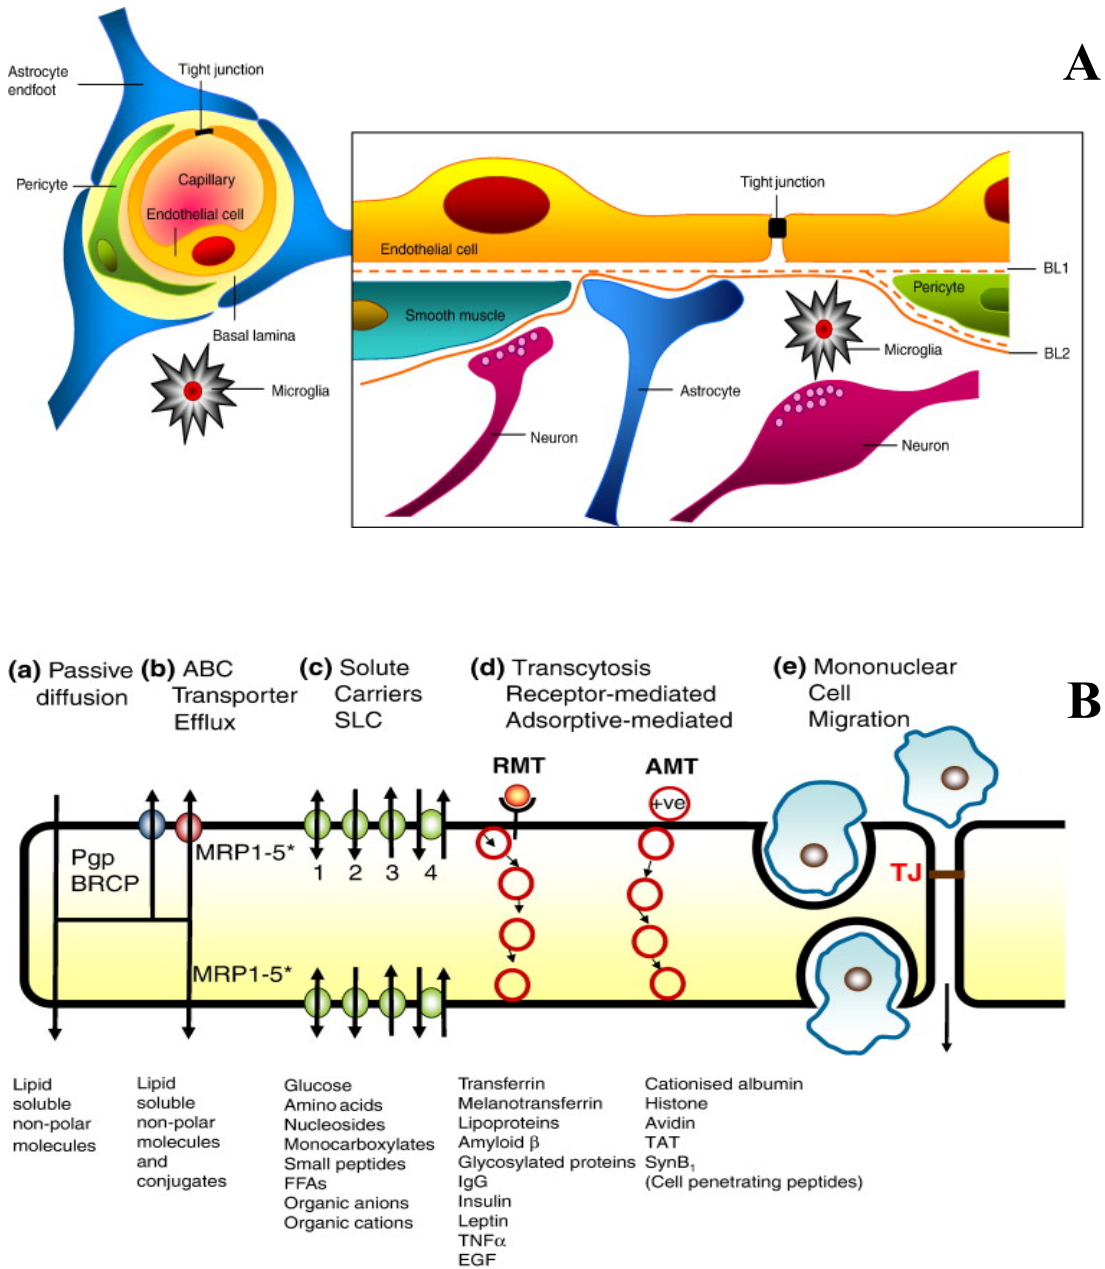 A
Astrocyte
endfoot
Tight junction
Pericyte
Capillary
Endothelial cell
Basal lamina
Microglia
Tight junction
Endothelial cell
BL1
Pericyte
Smooth muscle
Microglia
BL2
Astrocyte
Neuron
Neuron
B
(a) Passive
diffusion
(b) ABC
Transporter
Efflux
(c) Solute
Carriers
SLC
(d) Transcytosis
Receptor-mediated
Adsorptive-mediated
(e) Mononuclear
Cell
Migration
RMT
AMT
+ve
Pgp
BRCP
MRP1-5*
1 2 3 4
TJ
MRP1-5*
Lipid
soluble
non-polar
molecules
Lipid
soluble
non-polar
molecules
and
conjugates
Glucose
Amino acids
Nucleosides
Monocarboxylates
Small peptides
FFAs
Organic anions
Organic cations
Transferrin
Melanotransferrin
Lipoproteins
Amyloid β
Glycosylated proteins
IgG
Insulin
Leptin
TNFα
EGF
Cationised albumin
Histone
Avidin
TAT
SynB₁
(Cell penetrating peptides)